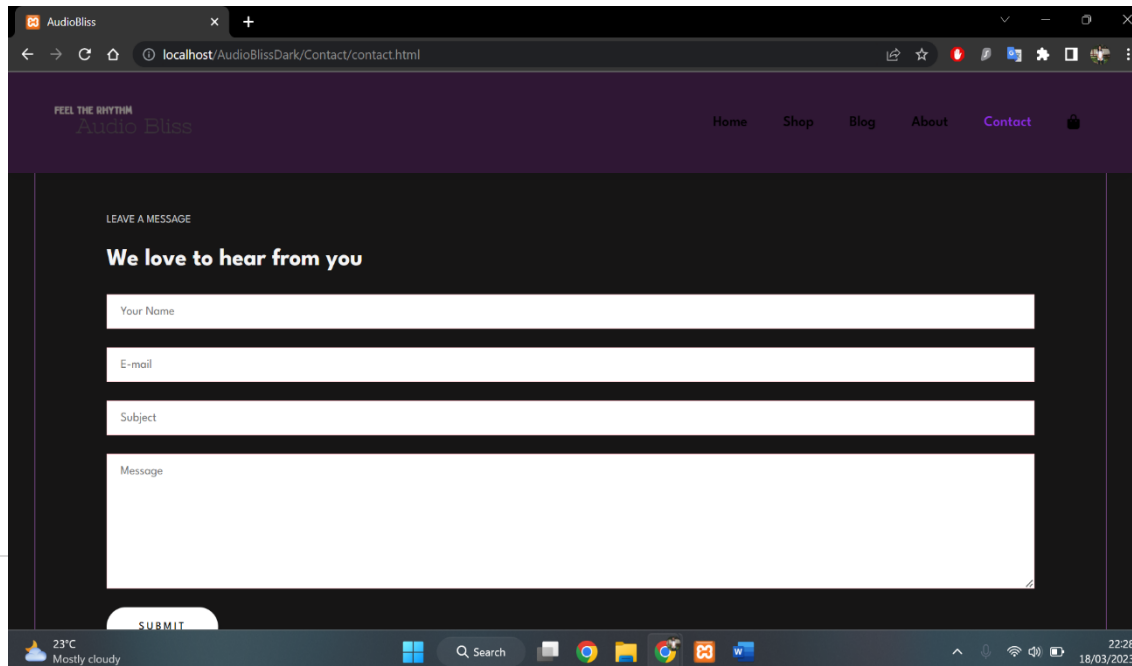 AudioBliss
localhost/AudioBlissDark/Contact/contact.html
FEEL THE RHYTHM
Audio Bliss
Home Shop Blog About Contact
LEAVE A MESSAGE
We love to hear from you
Your Name
E-mail
Subject
Message
SUBMIT
23°C
Mostly cloudy
Search
22:28
18/03/2023